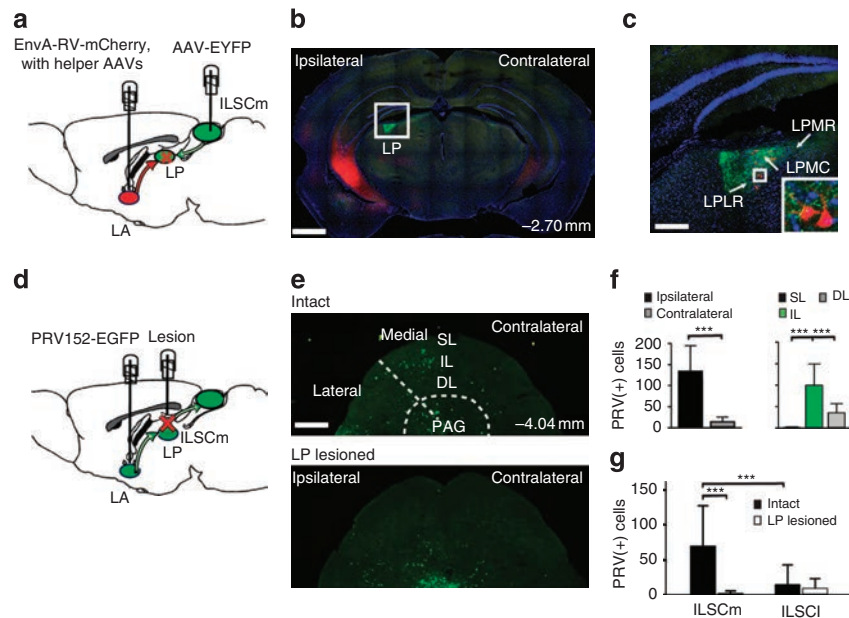 a
EnvA-RV-mCherry,
with helper AAVs
AAV-EYFP
ILSCm
LP
LA
b
Ipsilateral
Contralateral
LP
−2.70 mm
c
LPMR
LPMC
LPLR
d
PRV152-EGFP
Lesion
ILSCm
LP
LA
e
Intact
Medial
SL
Contralateral
IL
DL
Lateral
PAG
−4.04 mm
LP lesioned
Ipsilateral
Contralateral
f
Ipsilateral
Contralateral
SL
DL
IL
PRV(+) cells
200
150
100
50
0
***
*** ***
g
PRV(+) cells
150
100
50
0
***
***
Intact
LP lesioned
ILSCm
ILSCl